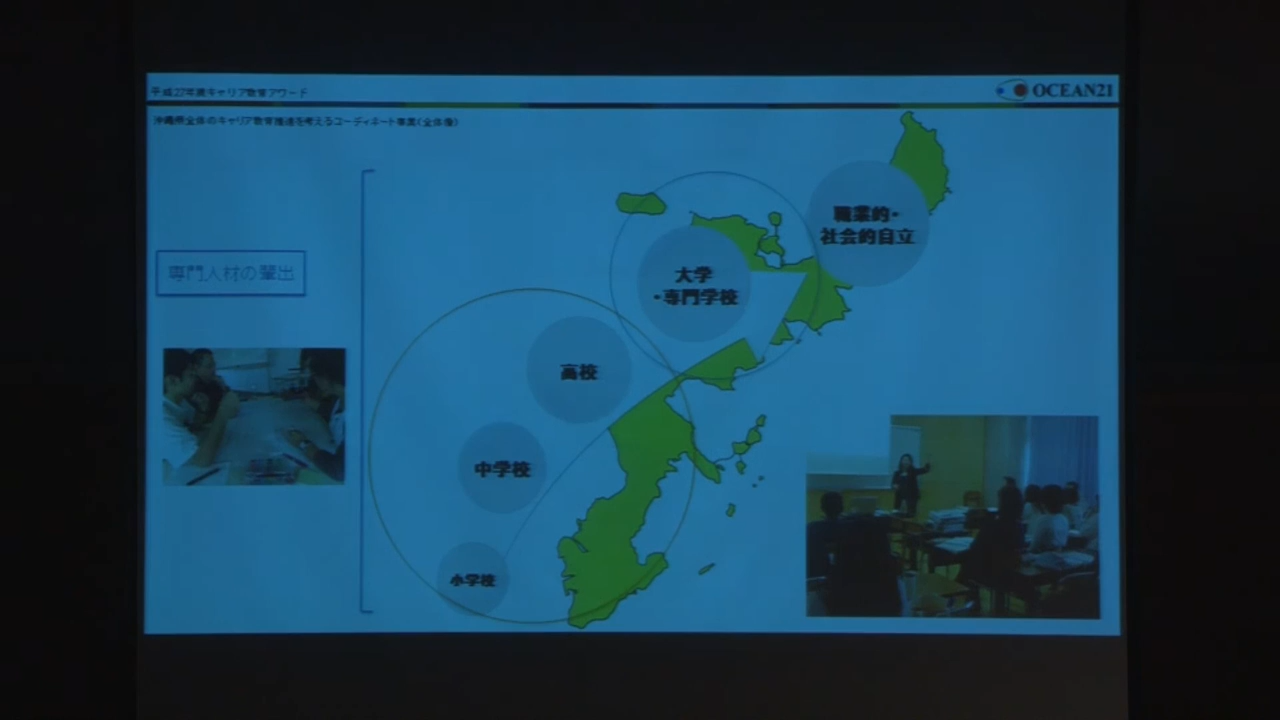 平成27年度キャリア教育アワード
OCEAN21
沖縄県全体のキャリア教育推進を考えるコーディネート事業(全体像)
職業的・
社会的自立
専門人材の輩出
大学
・専門学校
高校
中学校
小学校